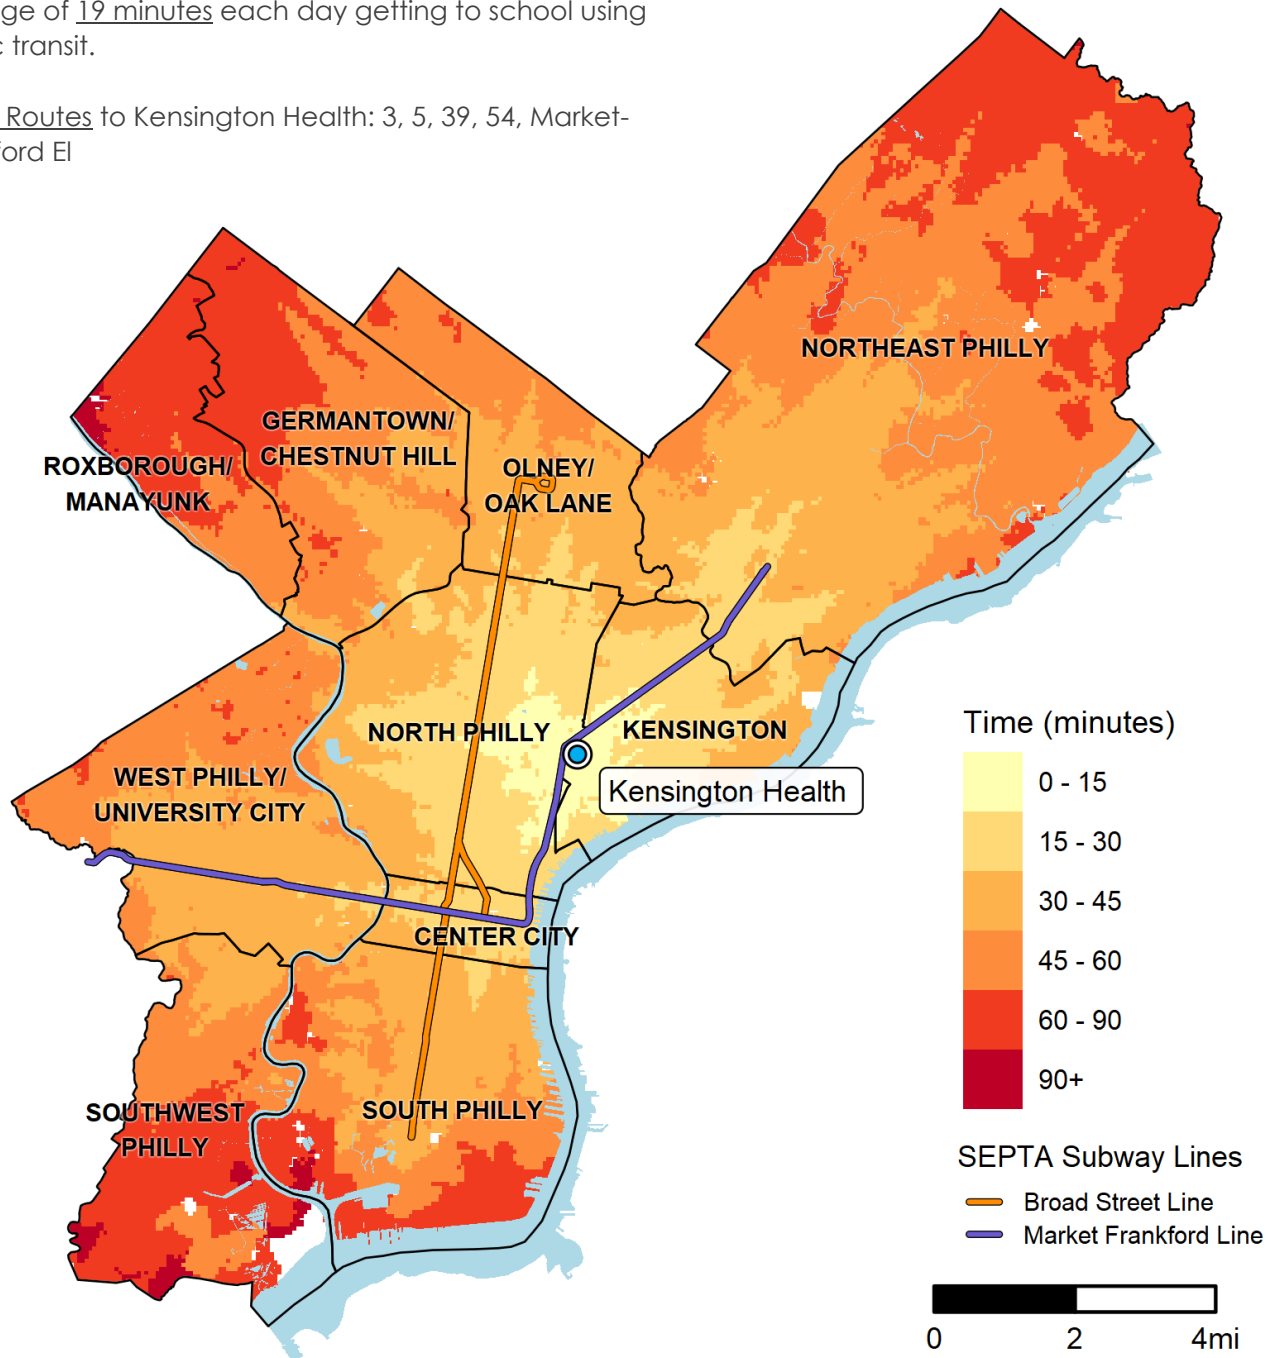 ge of 19 minutes each day getting to school using
c transit.
Routes to Kensington Health: 3, 5, 39, 54, Market-
ford El
NORTHEAST PHILLY
GERMANTOWN/
CHESTNUT HILL
ROXBOROUGH/
MANAYUNK
OLNEY/
OAK LANE
NORTH PHILLY
KENSINGTON
Kensington Health
WEST PHILLY/
UNIVERSITY CITY
CENTER CITY
SOUTHWEST
PHILLY
SOUTH PHILLY
Time (minutes)
0 - 15
15 - 30
30 - 45
45 - 60
60 - 90
90+
SEPTA Subway Lines
Broad Street Line
Market Frankford Line
0 2 4mi